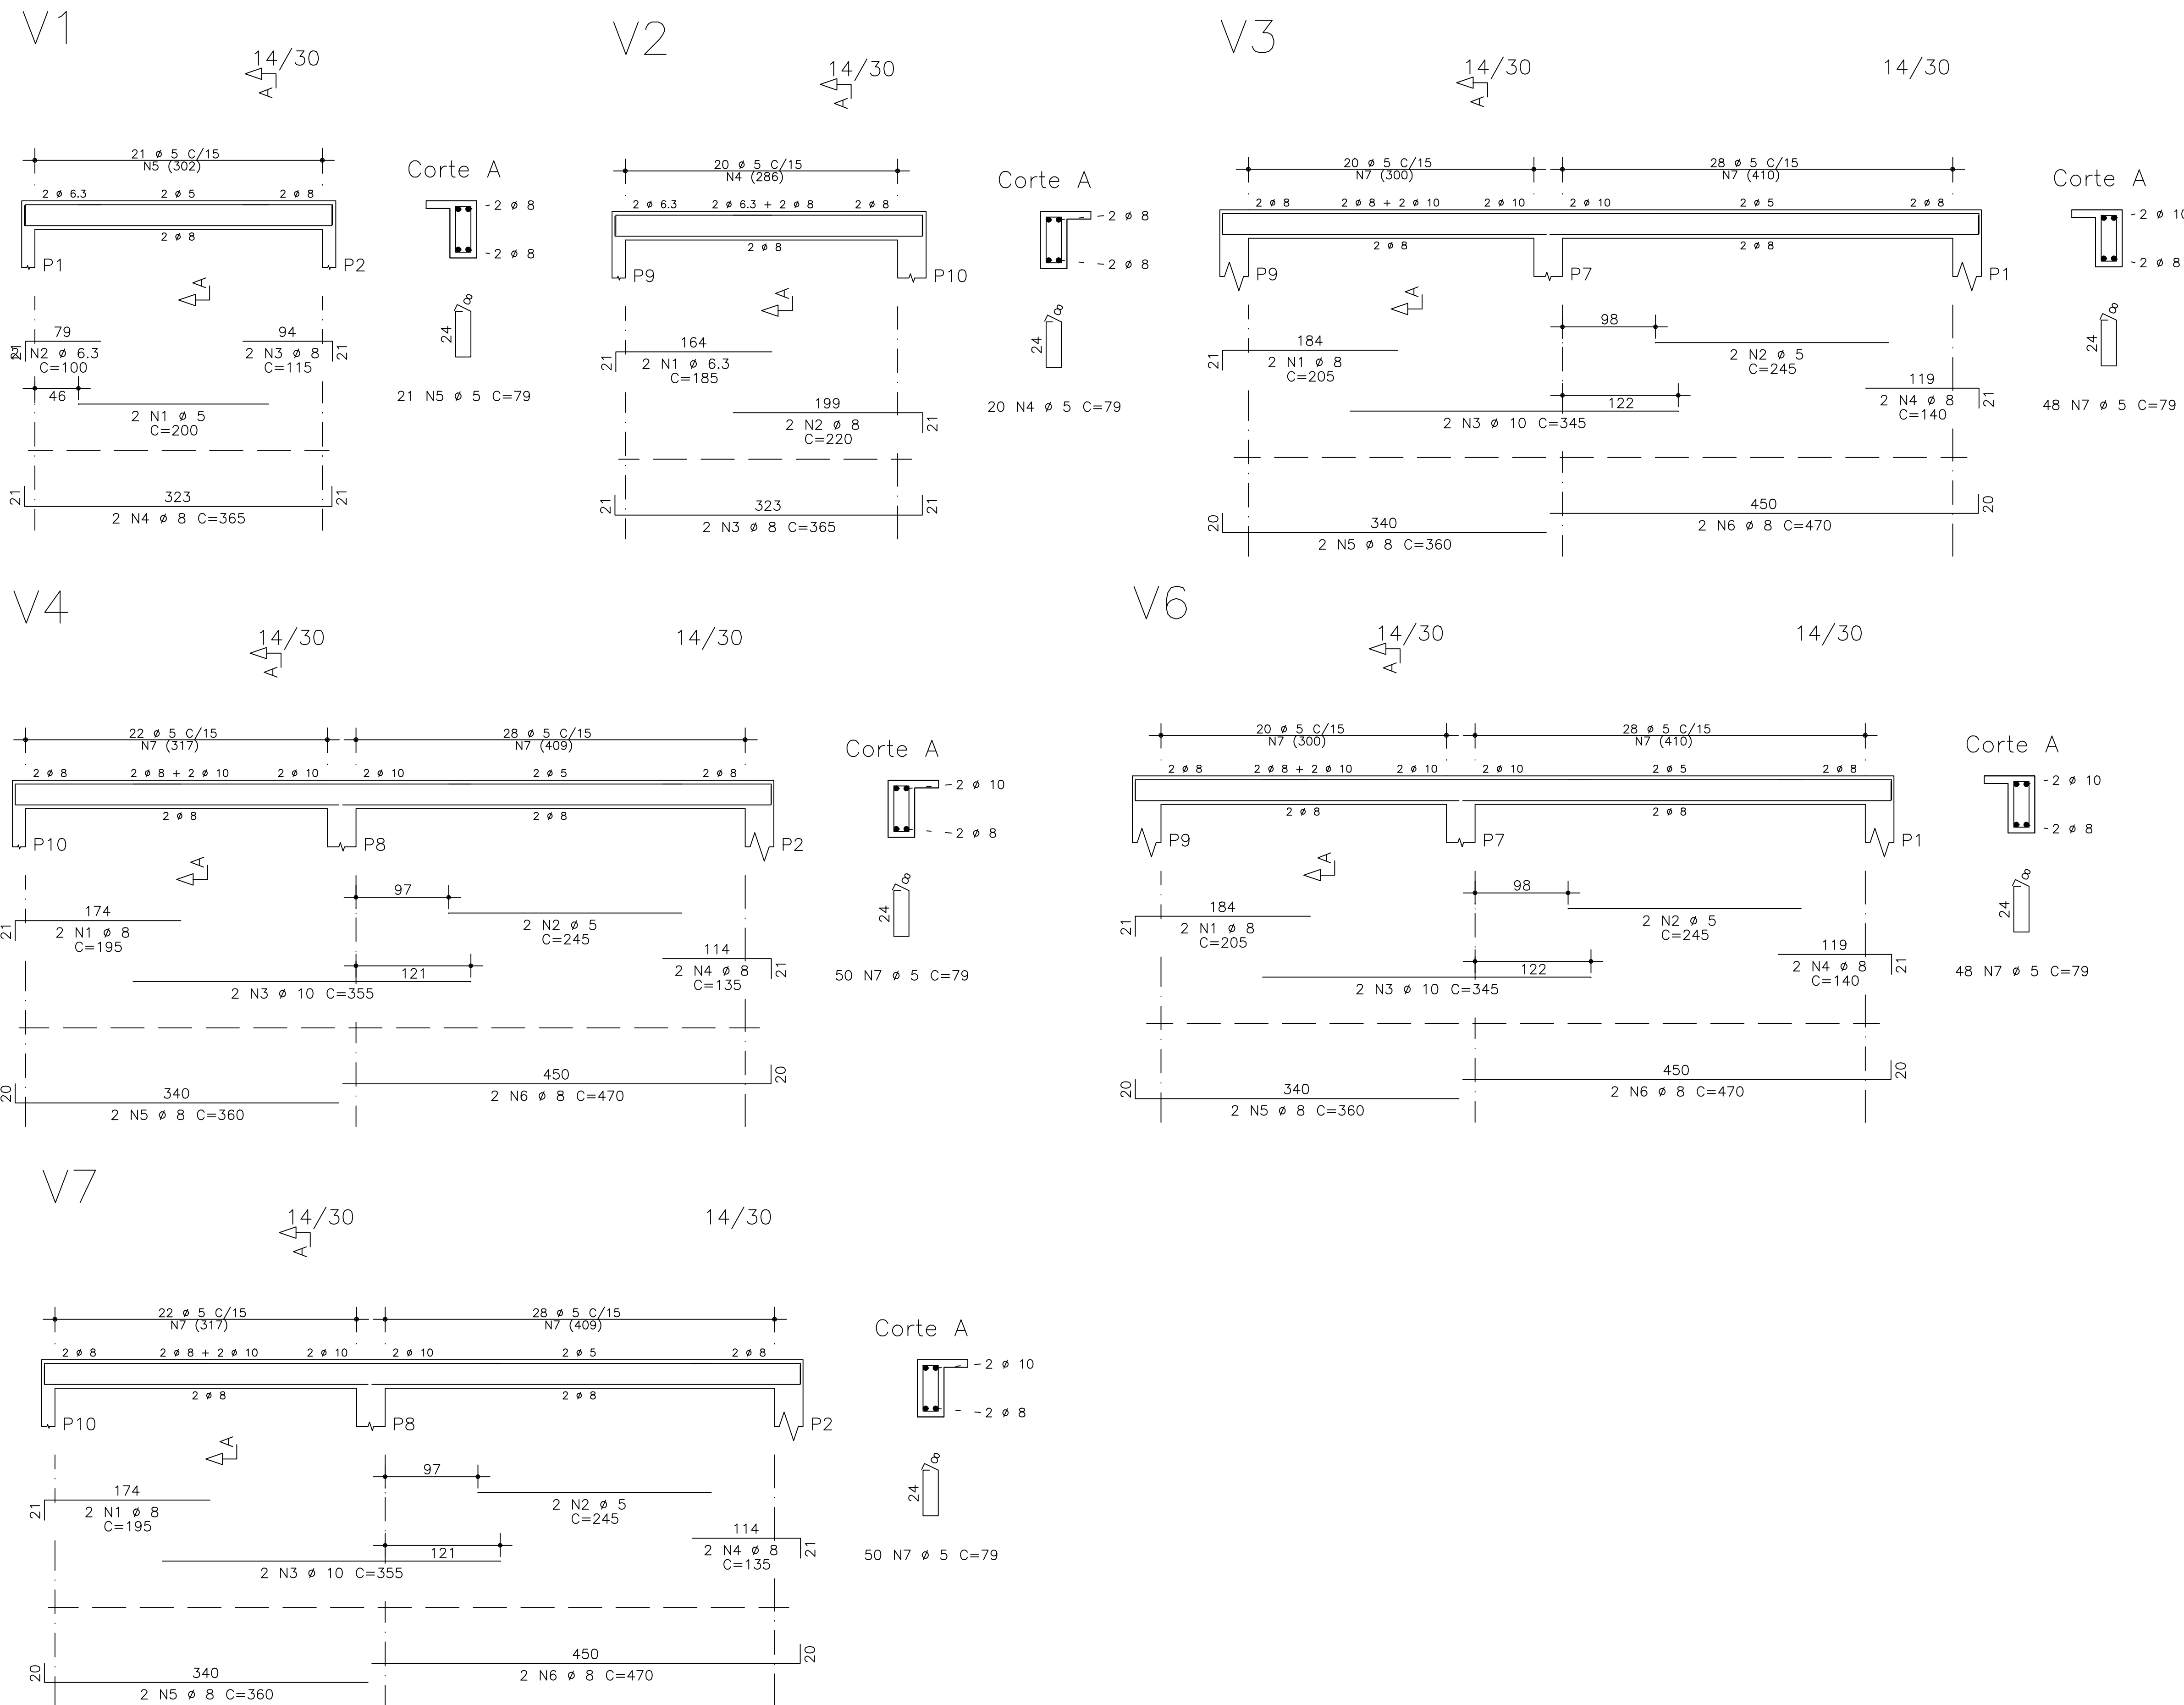 V1
14/30
A
21 ø 5 C/15
N5 (302)
2 ø 6.3 2 ø 5 2 ø 8
2 ø 8
P1 P2
A
Corte A
-2 ø 8
-2 ø 8
24 8
21 N5 ø 5 C=79
79
21
2 N2 ø 6.3
C=100
94
21
2 N3 ø 8
C=115
46
2 N1 ø 5
C=200
21 323 21
2 N4 ø 8 C=365
V2
14/30
A
20 ø 5 C/15
N4 (286)
2 ø 6.3 2 ø 6.3 + 2 ø 8 2 ø 8
2 ø 8
P9 P10
A
Corte A
-2 ø 8
-2 ø 8
24 8
20 N4 ø 5 C=79
164
21
2 N1 ø 6.3
C=185
199
21
2 N2 ø 8
C=220
21 323 21
2 N3 ø 8 C=365
V3
14/30 14/30
A
20 ø 5 C/15 28 ø 5 C/15
N7 (300) N7 (410)
2 ø 8 2 ø 8 + 2 ø 10 2 ø 10 2 ø 10 2 ø 5 2 ø 8
2 ø 8 2 ø 8
P9 P7 P1
A
Corte A
-2 ø 10
-2 ø 8
24 8
48 N7 ø 5 C=79
98
184
21
2 N1 ø 8
C=205
2 N2 ø 5
C=245
119
21
2 N4 ø 8
C=140
122
2 N3 ø 10 C=345
450 20
2 N6 ø 8 C=470
20 340
2 N5 ø 8 C=360
V4
14/30 14/30
A
22 ø 5 C/15 28 ø 5 C/15
N7 (317) N7 (409)
2 ø 8 2 ø 8 + 2 ø 10 2 ø 10 2 ø 10 2 ø 5 2 ø 8
2 ø 8 2 ø 8
P10 P8 P2
A
Corte A
-2 ø 10
-2 ø 8
24 8
50 N7 ø 5 C=79
97
174
21
2 N1 ø 8
C=195
2 N2 ø 5
C=245
114
21
2 N4 ø 8
C=135
121
2 N3 ø 10 C=355
450 20
2 N6 ø 8 C=470
20 340
2 N5 ø 8 C=360
V6
14/30 14/30
A
20 ø 5 C/15 28 ø 5 C/15
N7 (300) N7 (410)
2 ø 8 2 ø 8 + 2 ø 10 2 ø 10 2 ø 10 2 ø 5 2 ø 8
2 ø 8 2 ø 8
P9 P7 P1
A
Corte A
-2 ø 10
-2 ø 8
24 8
48 N7 ø 5 C=79
98
184
21
2 N1 ø 8
C=205
2 N2 ø 5
C=245
119
21
2 N4 ø 8
C=140
122
2 N3 ø 10 C=345
450 20
2 N6 ø 8 C=470
20 340
2 N5 ø 8 C=360
V7
14/30 14/30
A
22 ø 5 C/15 28 ø 5 C/15
N7 (317) N7 (409)
2 ø 8 2 ø 8 + 2 ø 10 2 ø 10 2 ø 10 2 ø 5 2 ø 8
2 ø 8 2 ø 8
P10 P8 P2
A
Corte A
-2 ø 10
-2 ø 8
24 8
50 N7 ø 5 C=79
97
174
21
2 N1 ø 8
C=195
2 N2 ø 5
C=245
114
21
2 N4 ø 8
C=135
121
2 N3 ø 10 C=355
450 20
2 N6 ø 8 C=470
20 340
2 N5 ø 8 C=360